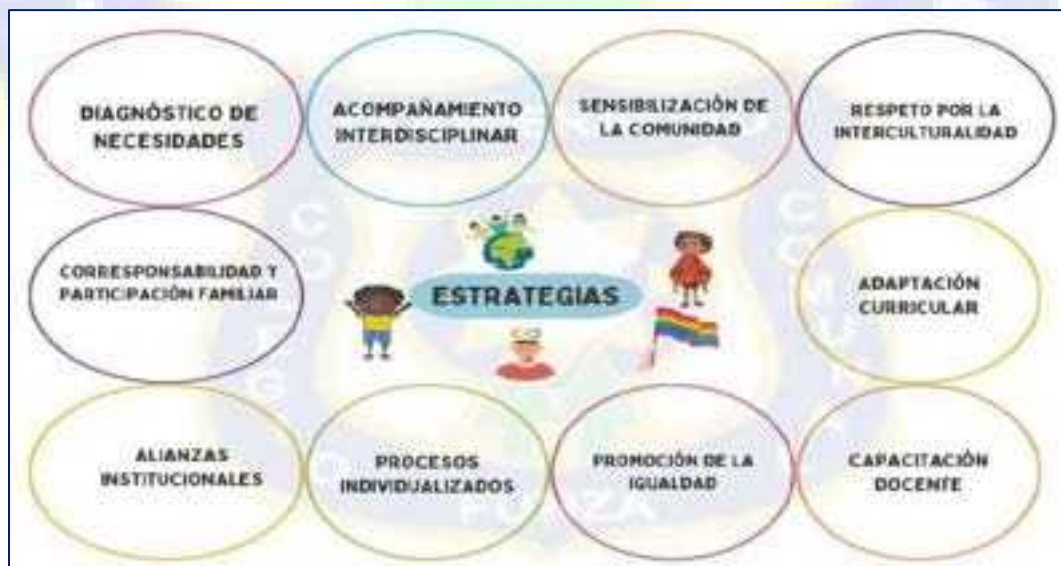 DIAGNÓSTICO DE
NECESIDADES
ACOMPAÑAMIENTO
INTERDISCIPLINAR
SENSIBILIZACIÓN DE
LA COMUNIDAD
RESPETO POR LA
INTERCULTURALIDAD
CORRESPONSABILIDAD Y
PARTICIPACIÓN FAMILIAR
ESTRATEGIAS
ADAPTACIÓN
CURRICULAR
ALIANZAS
INSTITUCIONALES
PROCESOS
INDIVIDUALIZADOS
PROMOCIÓN DE LA
IGUALDAD
CAPACITACIÓN
DOCENTE